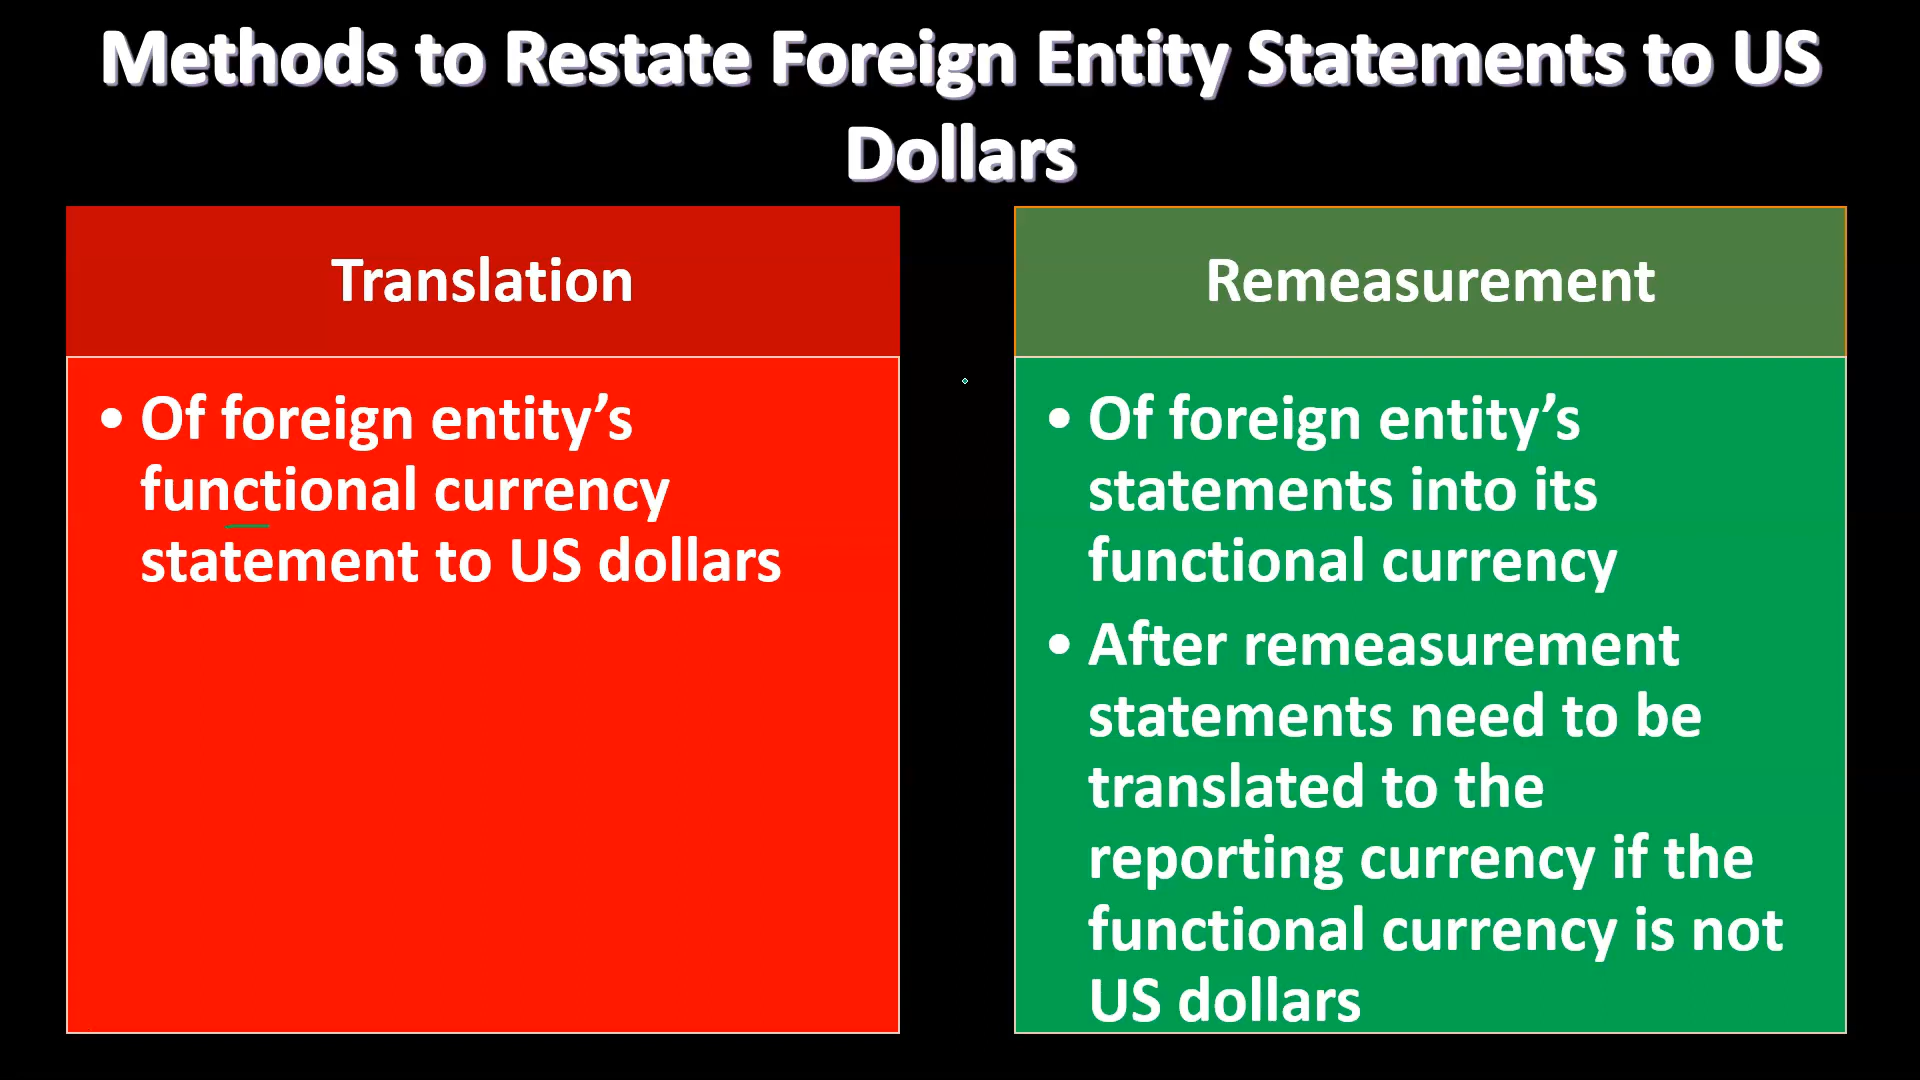 Methods to Restate Foreign Entity Statements to US
Dollars
Translation
• Of foreign entity’s
functional currency
statement to US dollars
Remeasurement
• Of foreign entity’s
statements into its
functional currency
• After remeasurement
statements need to be
translated to the
reporting currency if the
functional currency is not
US dollars